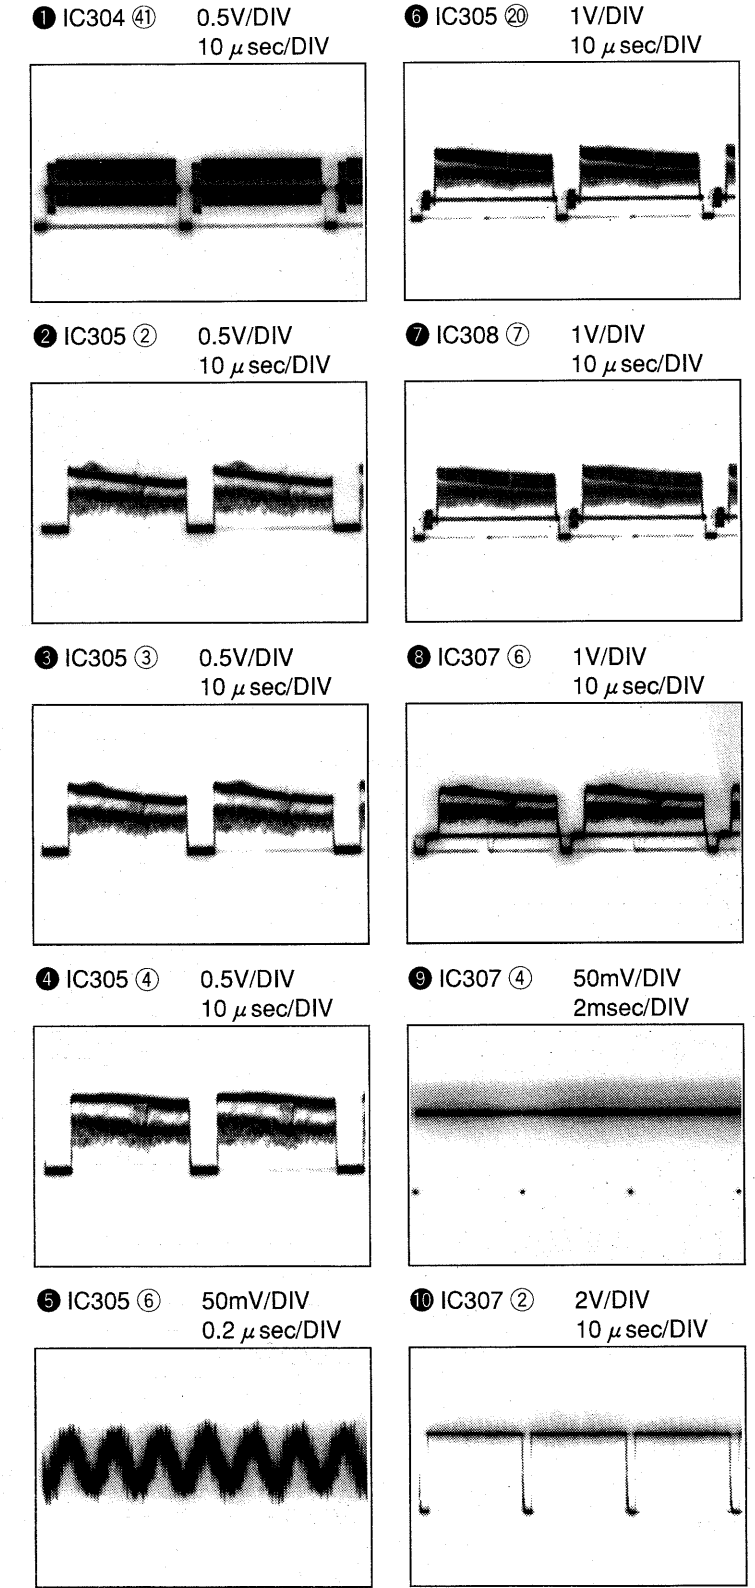 ❶ IC304 ㊶ 0.5V/DIV
10 μsec/DIV
❷ IC305 ② 0.5V/DIV
10 μsec/DIV
❸ IC305 ③ 0.5V/DIV
10 μsec/DIV
❹ IC305 ④ 0.5V/DIV
10 μsec/DIV
❺ IC305 ⑥ 50mV/DIV
0.2 μsec/DIV
❻ IC305 ⑳ 1V/DIV
10 μsec/DIV
❼ IC308 ⑦ 1V/DIV
10 μsec/DIV
❽ IC307 ⑥ 1V/DIV
10 μsec/DIV
❾ IC307 ④ 50mV/DIV
2msec/DIV
❿ IC307 ② 2V/DIV
10 μsec/DIV